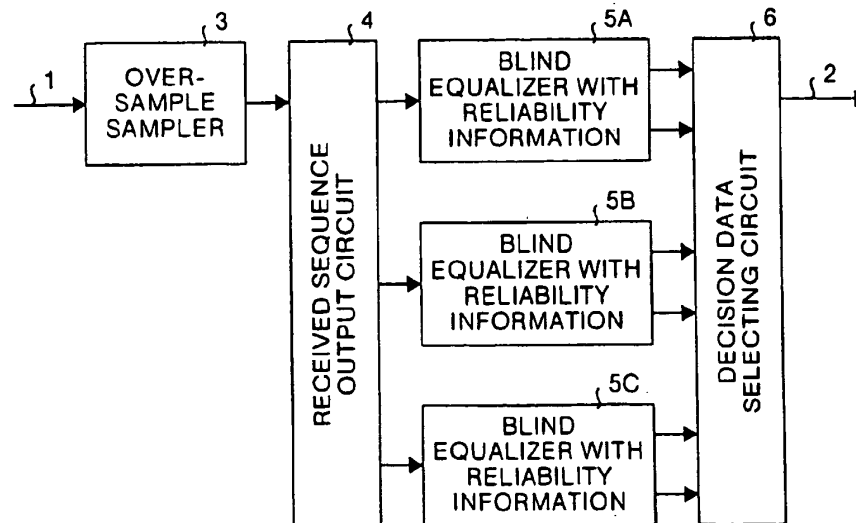 1
3
OVER-
SAMPLE
SAMPLER
4
RECEIVED SEQUENCE
OUTPUT CIRCUIT
5A
BLIND
EQUALIZER WITH
RELIABILITY
INFORMATION
5B
BLIND
EQUALIZER WITH
RELIABILITY
INFORMATION
5C
BLIND
EQUALIZER WITH
RELIABILITY
INFORMATION
6
DECISION DATA
SELECTING CIRCUIT
2